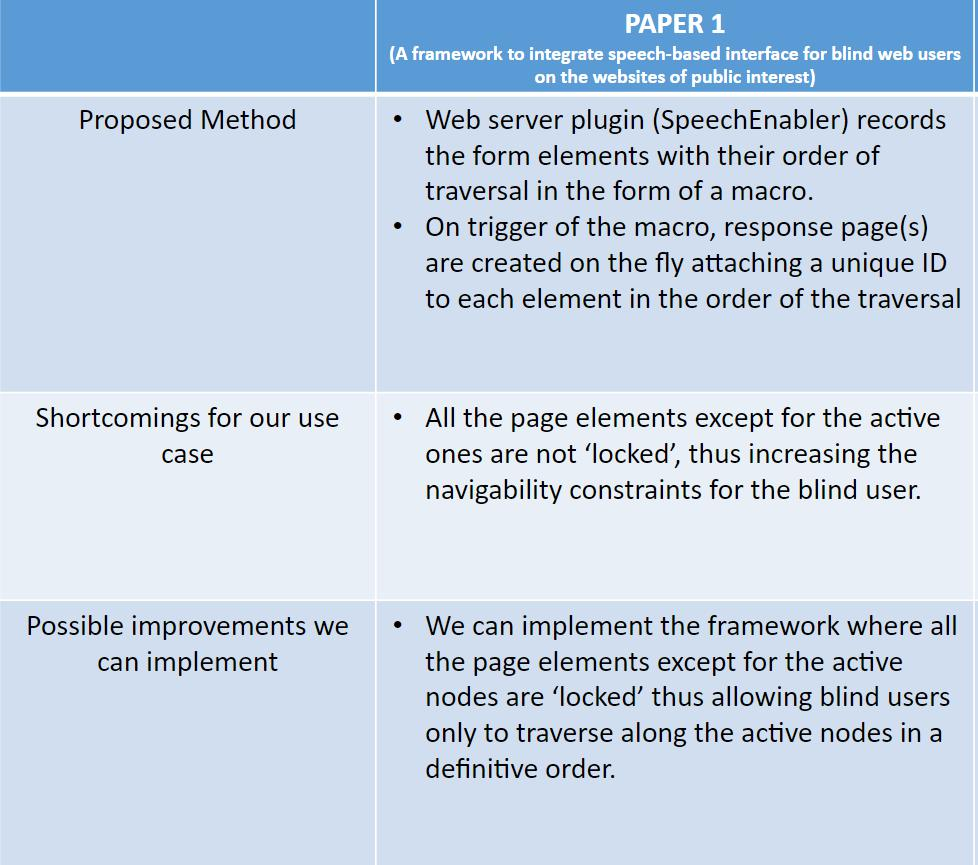 PAPER 1
(A framework to integrate speech-based interface for blind web users
on the websites of public interest)
Proposed Method
• Web server plugin (SpeechEnabler) records
the form elements with their order of
traversal in the form of a macro.
• On trigger of the macro, response page(s)
are created on the fly attaching a unique ID
to each element in the order of the traversal
Shortcomings for our use
case
• All the page elements except for the active
ones are not ‘locked’, thus increasing the
navigability constraints for the blind user.
Possible improvements we
can implement
• We can implement the framework where all
the page elements except for the active
nodes are ‘locked’ thus allowing blind users
only to traverse along the active nodes in a
definitive order.